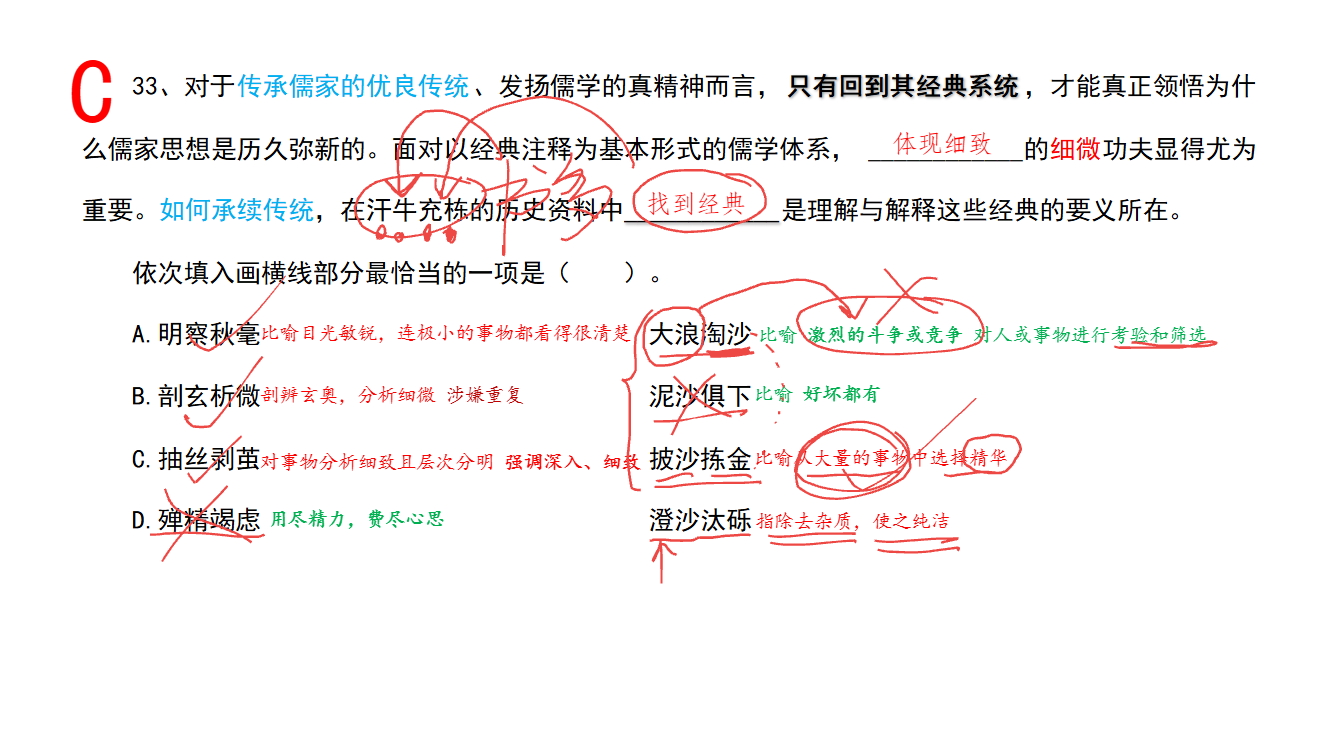 C 33、对于传承儒家的优良传统、发扬儒学的真精神而言，只有回到其经典系统，才能真正领悟为什
么儒家思想是历久弥新的。面对以经典注释为基本形式的儒学体系，体现细致的细微功夫显得尤为
重要。如何承续传统，在汗牛充栋的历史资料中找到经典是理解与解释这些经典的要义所在。
书多
依次填入画横线部分最恰当的一项是（ ）。
A.明察秋毫比喻目光敏锐，连极小的事物都看得很清楚 大浪淘沙比喻 激烈的斗争或竞争 对人或事物进行考验和筛选
B.剖玄析微剖辨玄奥，分析细微 涉嫌重复 泥沙俱下比喻 好坏都有
C.抽丝剥茧对事物分析细致且层次分明 强调深入、细致 披沙拣金比喻从大量的事物中选择精华
D.殚精竭虑 用尽精力，费尽心思 澄沙汰砾指除去杂质，使之纯洁